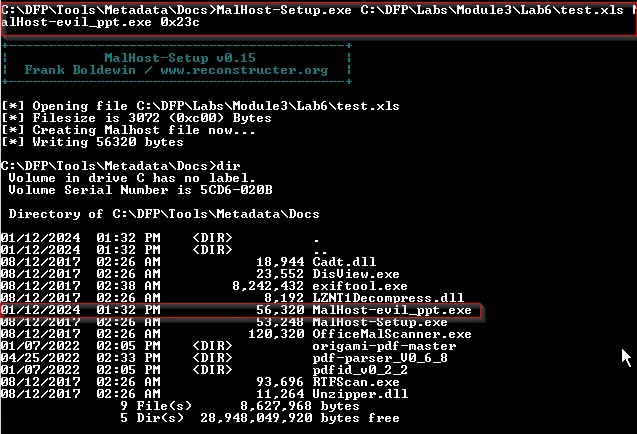 C:\DFP\Tools\Metadata\Docs>MalHost-Setup.exe C:\DFP\Labs\Module3\Lab6\test.xls M
alHost-evil_ppt.exe 0x23c
+------------------------------------------+
|            MalHost-Setup v0.15           |
|  Frank Boldewin / www.reconstructer.org  |
+------------------------------------------+
[*] Opening file C:\DFP\Labs\Module3\Lab6\test.xls
[*] Filesize is 3072 (0xc00) Bytes
[*] Creating Malhost file now...
[*] Writing 56320 bytes
C:\DFP\Tools\Metadata\Docs>dir
 Volume in drive C has no label.
 Volume Serial Number is 5CD6-020B
 Directory of C:\DFP\Tools\Metadata\Docs
01/12/2024  01:32 PM    <DIR>          .
01/12/2024  01:32 PM    <DIR>          ..
08/12/2017  02:26 AM            18,944 Cadt.dll
08/12/2017  02:26 AM            23,552 DisView.exe
08/12/2017  02:38 AM         8,242,432 exiftool.exe
08/12/2017  02:26 AM             8,192 LZNT1Decompress.dll
01/12/2024  01:32 PM            56,320 MalHost-evil_ppt.exe
08/12/2017  02:26 AM            53,248 MalHost-Setup.exe
08/12/2017  02:26 AM           120,320 OfficeMalScanner.exe
01/07/2022  02:05 PM    <DIR>          origami-pdf-master
04/25/2022  02:33 PM    <DIR>          pdf-parser_V0_6_8
01/07/2022  02:05 PM    <DIR>          pdfid_v0_2_2
08/12/2017  02:26 AM            93,696 RTFScan.exe
08/12/2017  02:26 AM            11,264 Unzipper.dll
               9 File(s)      8,627,968 bytes
               5 Dir(s)  28,948,049,920 bytes free